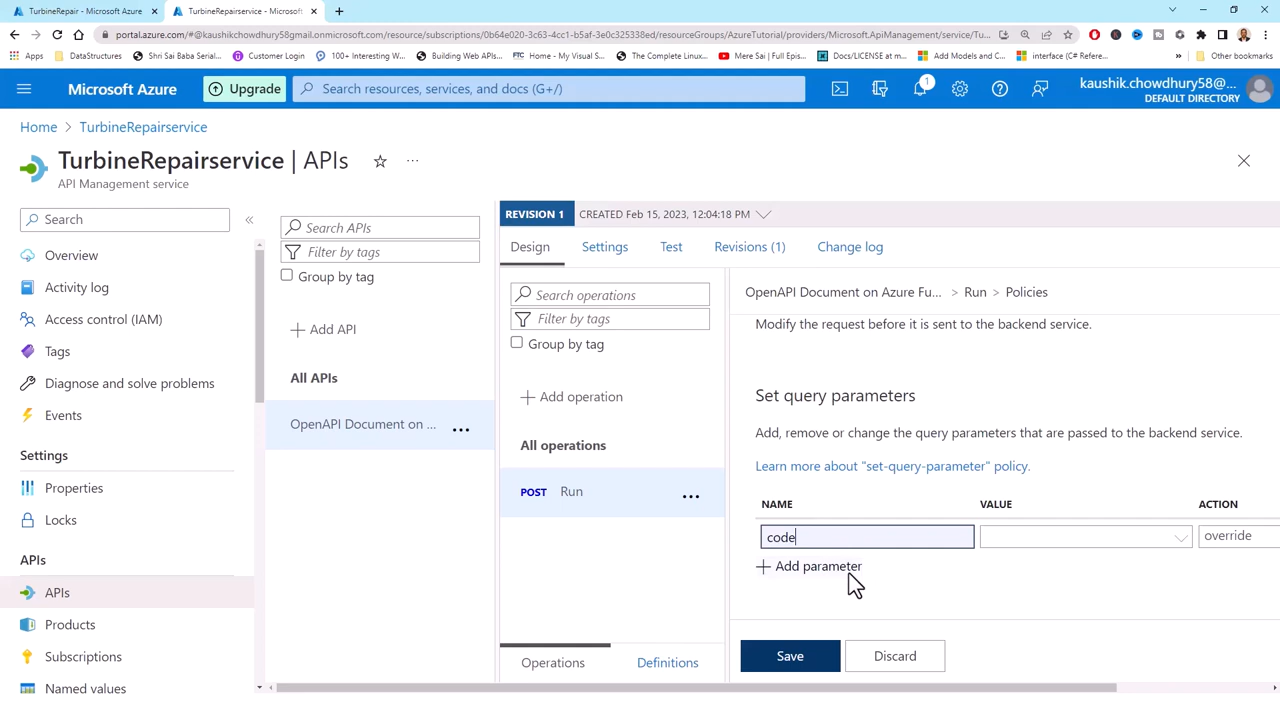 TurbineRepair - Microsoft Azure
TurbineRepairservice - Microsoft
portal.azure.com/#@kaushikchowdhury58gmail.onmicrosoft.com/resource/subscriptions/0b64e020-3c63-4cc1-b5af-3e0c325338ed/resourceGroups/AzureTutorial/providers/Microsoft.ApiManagement/service/Tu...
Apps
DataStructures
Shri Sai Baba Serial...
Customer Login
100+ Interesting W...
Building Web APIs...
FTC Home - My Visual S...
The Complete Linux...
Mere Sai | Full Epis...
Docs/LICENSE at m...
Add Models and C...
interface (C# Refere...
»
Other bookmarks
Microsoft Azure
Upgrade
Search resources, services, and docs (G+/)
1
kaushik.chowdhury58@...
DEFAULT DIRECTORY
Home > TurbineRepairservice
TurbineRepairservice | APIs
...
API Management service
Search
«
Overview
Activity log
Access control (IAM)
Tags
Diagnose and solve problems
Events
Settings
Properties
Locks
APIs
APIs
Products
Subscriptions
Named values
Search APIs
Filter by tags
Group by tag
Add API
All APIs
OpenAPI Document on ...
...
REVISION 1
CREATED Feb 15, 2023, 12:04:18 PM
Design
Settings
Test
Revisions (1)
Change log
Search operations
Filter by tags
Group by tag
Add operation
All operations
POST Run
...
Operations
Definitions
OpenAPI Document on Azure Fu... > Run > Policies
Modify the request before it is sent to the backend service.
Set query parameters
Add, remove or change the query parameters that are passed to the backend service.
Learn more about "set-query-parameter" policy.
NAME VALUE ACTION
code override
Add parameter
Save
Discard